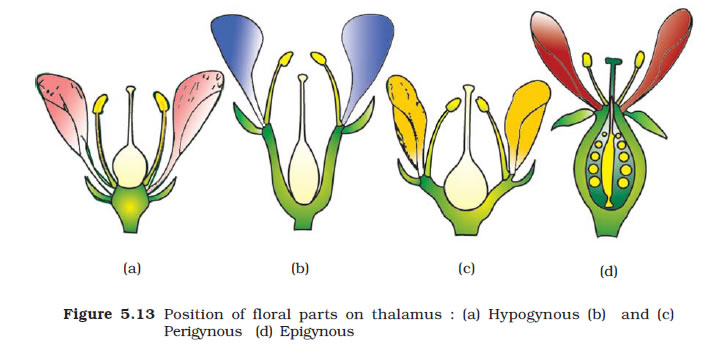 (a) (b) (c) (d)
Figure 5.13 Position of floral parts on thalamus : (a) Hypogynous (b) and (c)
Perigynous (d) Epigynous